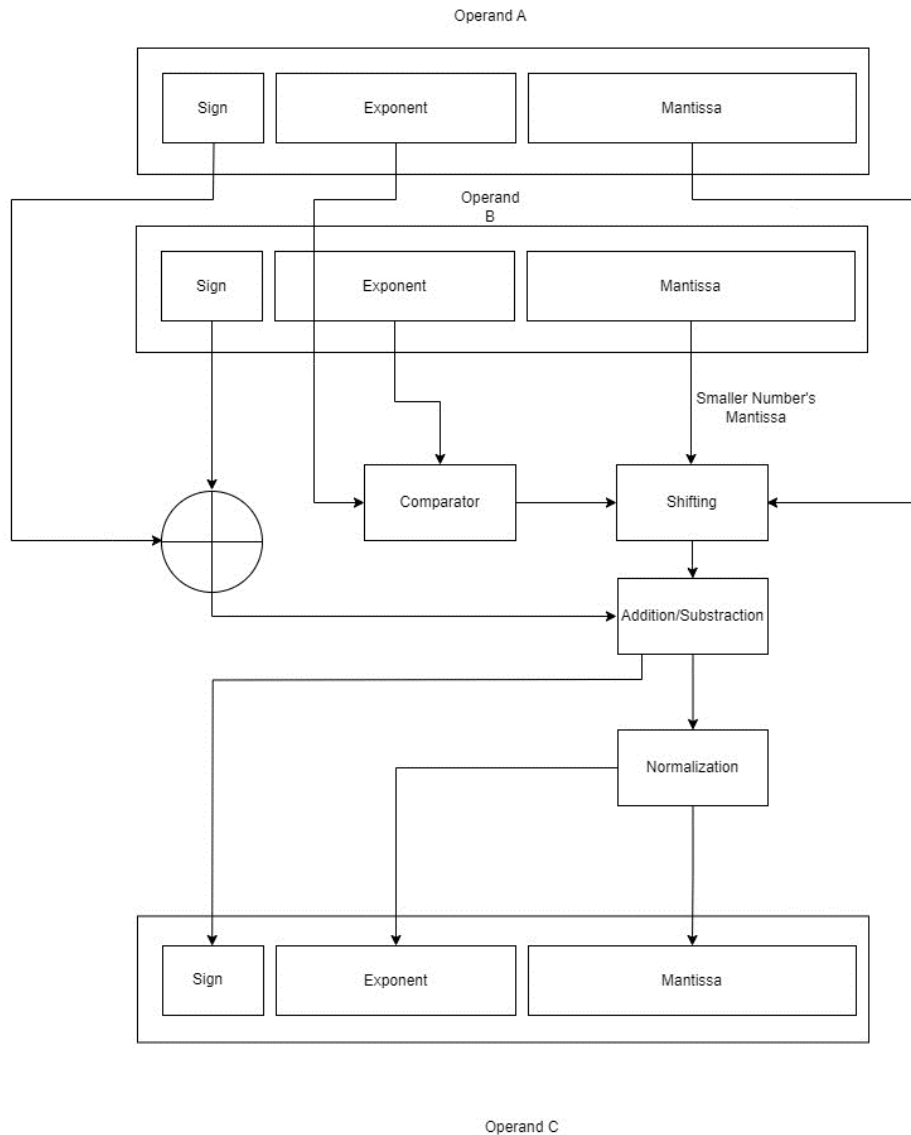 Operand A
Sign
Exponent
Mantissa
Operand
B
Sign
Exponent
Mantissa
Smaller Number's
Mantissa
Comparator
Shifting
Addition/Substraction
Normalization
Sign
Exponent
Mantissa
Operand C